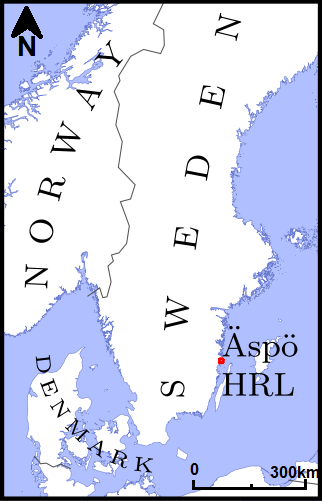 N
NORWAY
SWEDEN
Äspö
HRL
DENMARK
0 300km